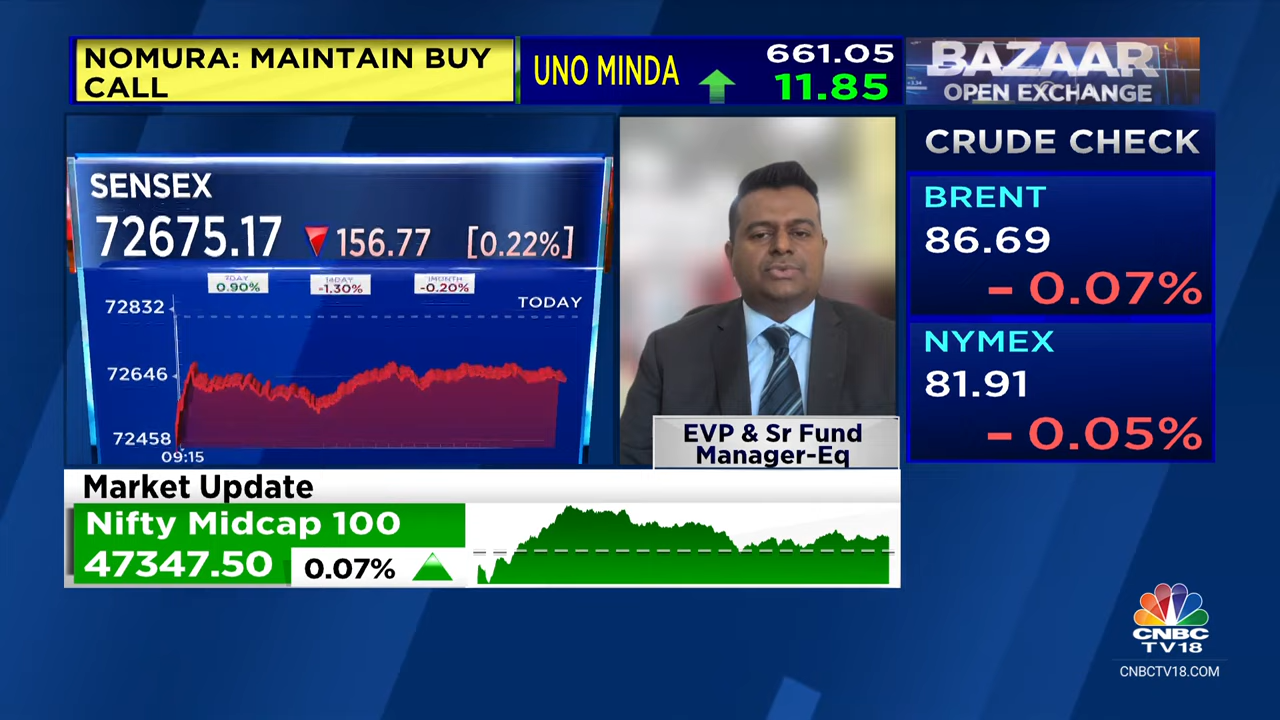 NOMURA: MAINTAIN BUY
CALL
UNO MINDA
661.05
11.85
BAZAAR
OPEN EXCHANGE
SENSEX
72675.17
156.77
[0.22%]
7DAY
0.90%
14DAY
-1.30%
1MONTH
-0.20%
TODAY
72832
72646
72458
09:15
EVP & Sr Fund
Manager-Eq
CRUDE CHECK
BRENT
86.69
- 0.07%
NYMEX
81.91
- 0.05%
Market Update
Nifty Midcap 100
47347.50
0.07%
CNBC
TV18
CNBCTV18.COM